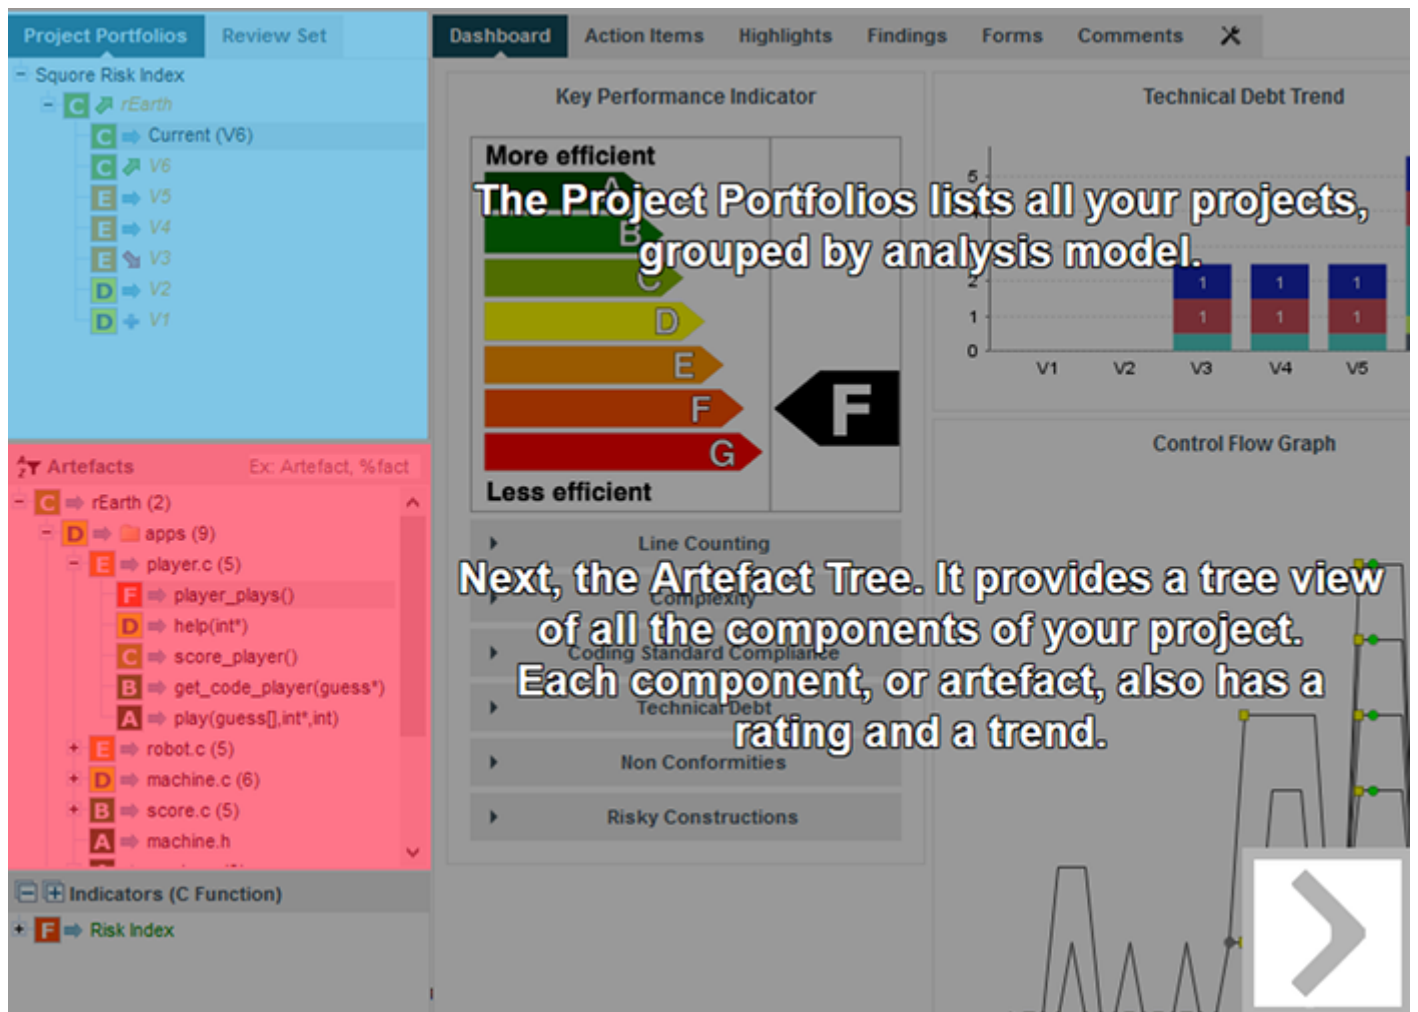 Project Portfolios
Review Set
Squore Risk Index
C rEarth
C Current (V6)
C V6
E V5
E V4
E V3
D V2
D V1
Artefacts
Ex: Artefact, %fact
C rEarth (2)
D apps (9)
E player.c (5)
F player_plays()
D help(int*)
C score_player()
B get_code_player(guess*)
A play(guess[],int*,int)
E robot.c (5)
D machine.c (6)
B score.c (5)
A machine.h
Indicators (C Function)
F Risk Index
Dashboard
Action Items
Highlights
Findings
Forms
Comments
Key Performance Indicator
More efficient
A
B
C
D
E
F
G
F
Less efficient
Line Counting
Complexity
Coding Standard Compliance
Technical Debt
Non Conformities
Risky Constructions
Technical Debt Trend
5
2
1
0
1 1 1
1 1 1
V1 V2 V3 V4 V5
Control Flow Graph
The Project Portfolios lists all your projects,
grouped by analysis model.
Next, the Artefact Tree. It provides a tree view
of all the components of your project.
Each component, or artefact, also has a
rating and a trend.